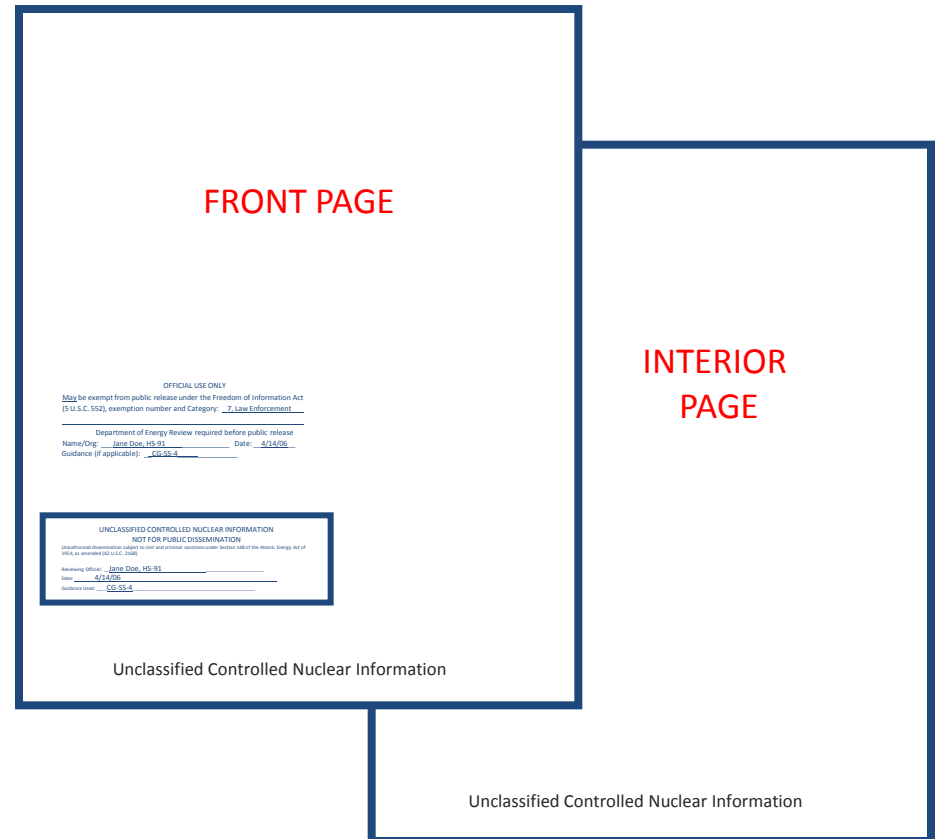 FRONT PAGE
OFFICIAL USE ONLY
May be exempt from public release under the Freedom of Information Act
(5 U.S.C. 552), exemption number and Category: 7, Law Enforcement
Department of Energy Review required before public release
Name/Org: Jane Doe, HS-91 Date: 4/14/06
Guidance (if applicable): CG-SS-4
UNCLASSIFIED CONTROLLED NUCLEAR INFORMATION
NOT FOR PUBLIC DISSEMINATION
Unauthorized dissemination subject to civil and criminal sanctions under Section 148 of the Atomic Energy Act of
1954, as amended (42 U.S.C. 2168).
Reviewing Official: Jane Doe, HS-91
Date: 4/14/06
Guidance Used: CG-SS-4
Unclassified Controlled Nuclear Information
INTERIOR
PAGE
Unclassified Controlled Nuclear Information